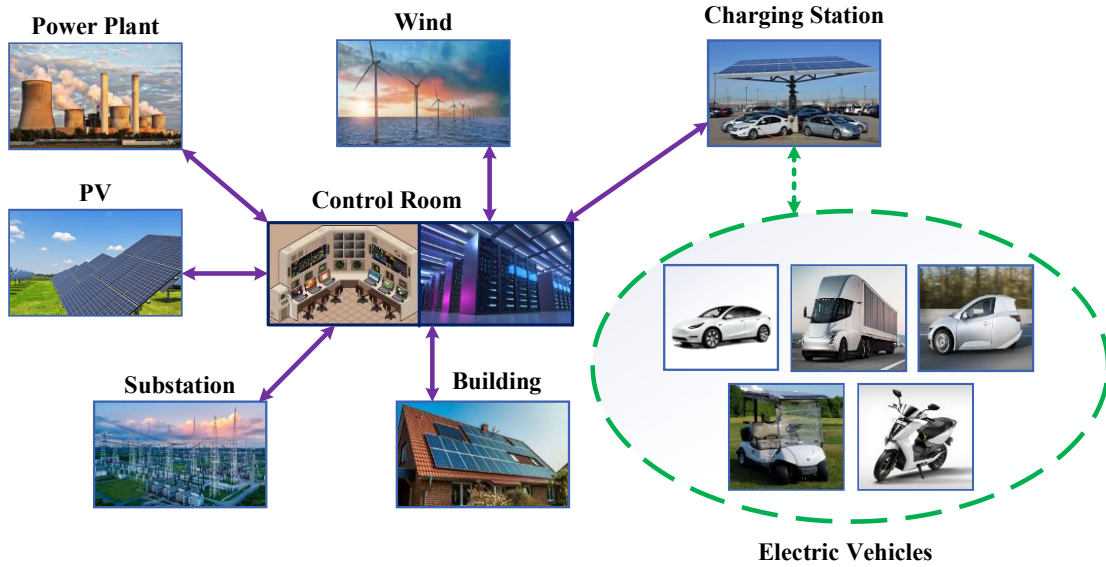 Power Plant
Wind
Charging Station
PV
Control Room
Substation
Building
Electric Vehicles